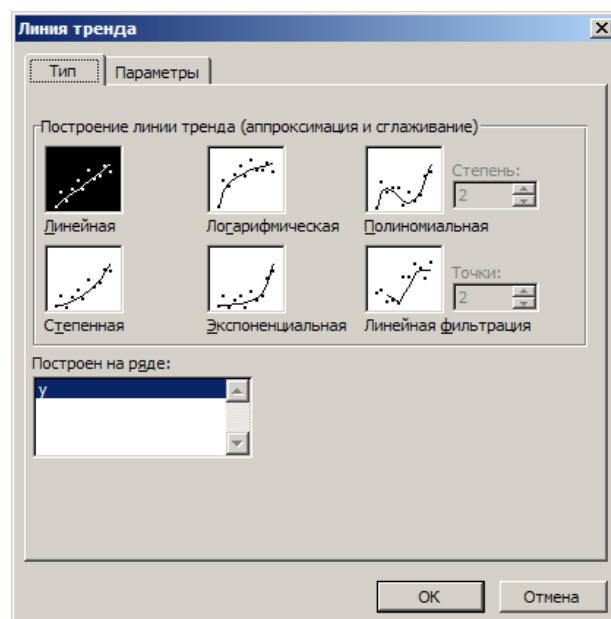 Линия тренда
Тип
Параметры
Построение линии тренда (аппроксимация и сглаживание)
Степень:
2
Линейная
Логарифмическая
Полиномиальная
Точки:
2
Степенная
Экспоненциальная
Линейная фильтрация
Построен на ряде:
y
OK
Отмена